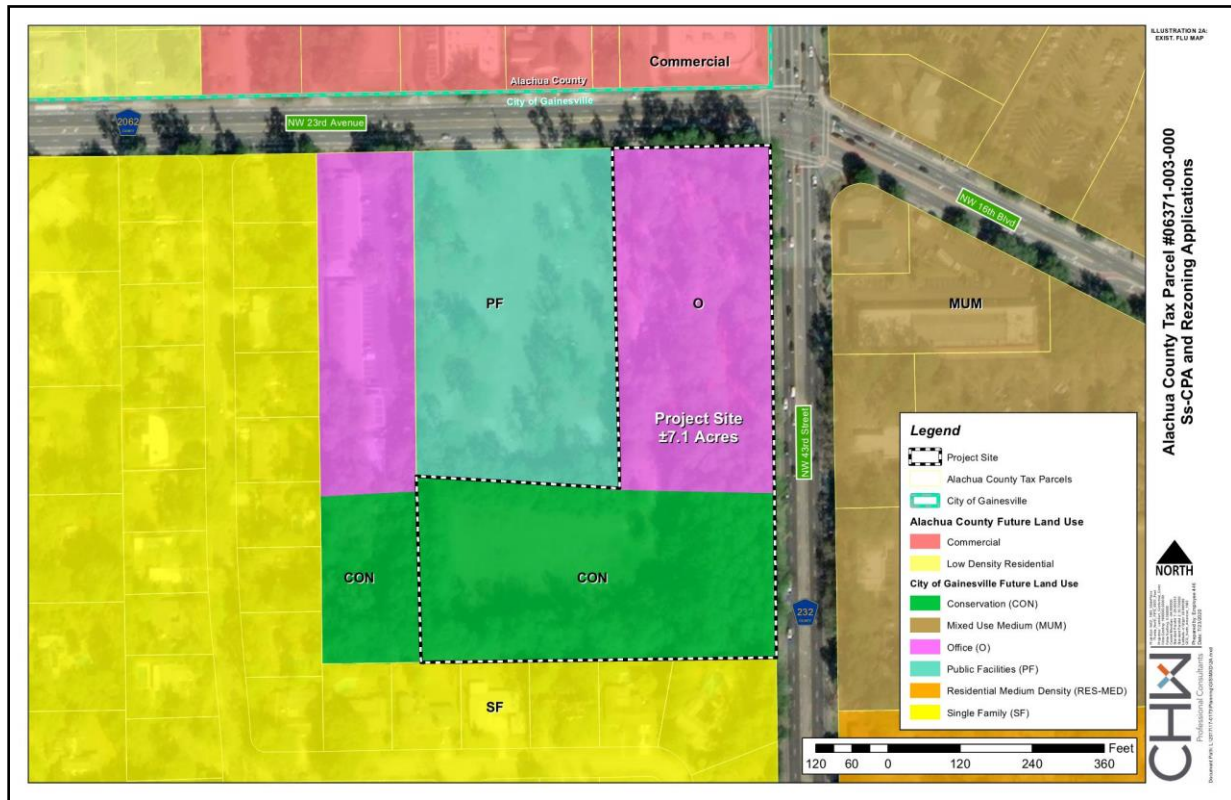 ILLUSTRATION 2A:
EXIST. FLU MAP
Commercial
Alachua County
City of Gainesville
2062
NW 23rd Avenue
NW 16th Blvd
PF
O
MUM
Project Site
±7.1 Acres
NW 43rd Street
CON
CON
232
SF
Legend
Project Site
Alachua County Tax Parcels
City of Gainesville
Alachua County Future Land Use
Commercial
Low Density Residential
City of Gainesville Future Land Use
Conservation (CON)
Mixed Use Medium (MUM)
Office (O)
Public Facilities (PF)
Residential Medium Density (RES-MED)
Single Family (SF)
120 60 0 120 240 360
Feet
Alachua County Tax Parcel #06371-003-000
Ss-CPA and Rezoning Applications
NORTH
CHW
Professional Consultants